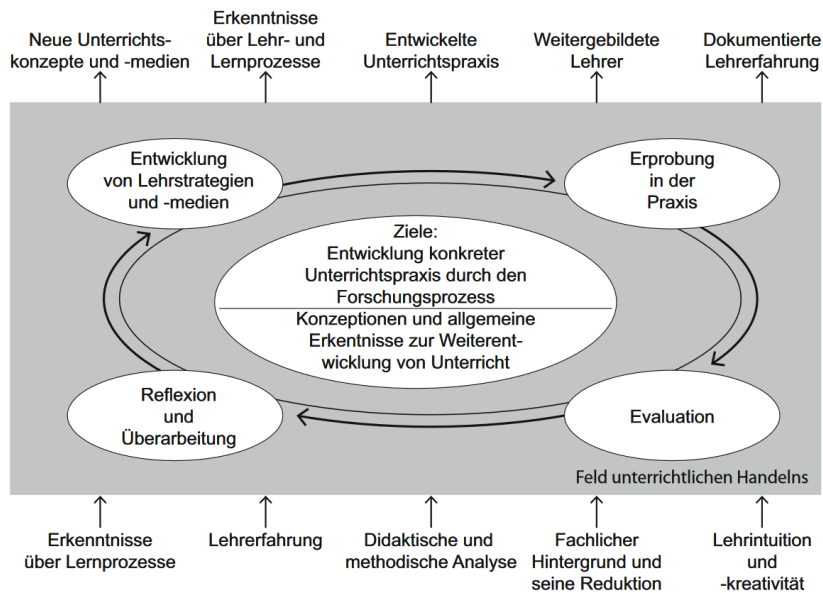 Neue Unterrichts-
konzepte und -medien
Erkenntnisse
über Lehr- und
Lernprozesse
Entwickelte
Unterrichtspraxis
Weitergebildete
Lehrer
Dokumentierte
Lehrerfahrung
Entwicklung
von Lehrstrategien
und -medien
Erprobung
in der
Praxis
Ziele:
Entwicklung konkreter
Unterrichtspraxis durch den
Forschungsprozess
Konzeptionen und allgemeine
Erkenntnisse zur Weiterent-
wicklung von Unterricht
Reflexion
und
Überarbeitung
Evaluation
Feld unterrichtlichen Handelns
Erkenntnisse
über Lernprozesse
Lehrerfahrung
Didaktische und
methodische Analyse
Fachlicher
Hintergrund und
seine Reduktion
Lehrintuition
und
-kreativität